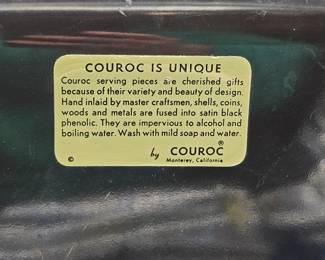 COUROC IS UNIQUE
Couroc serving pieces are cherished gifts
because of their variety and beauty of design.
Hand inlaid by master craftsmen, shells, coins,
woods and metals are fused into satin black
phenolic. They are impervious to alcohol and
boiling water. Wash with mild soap and water.
© by COUROC®
Monterey, California